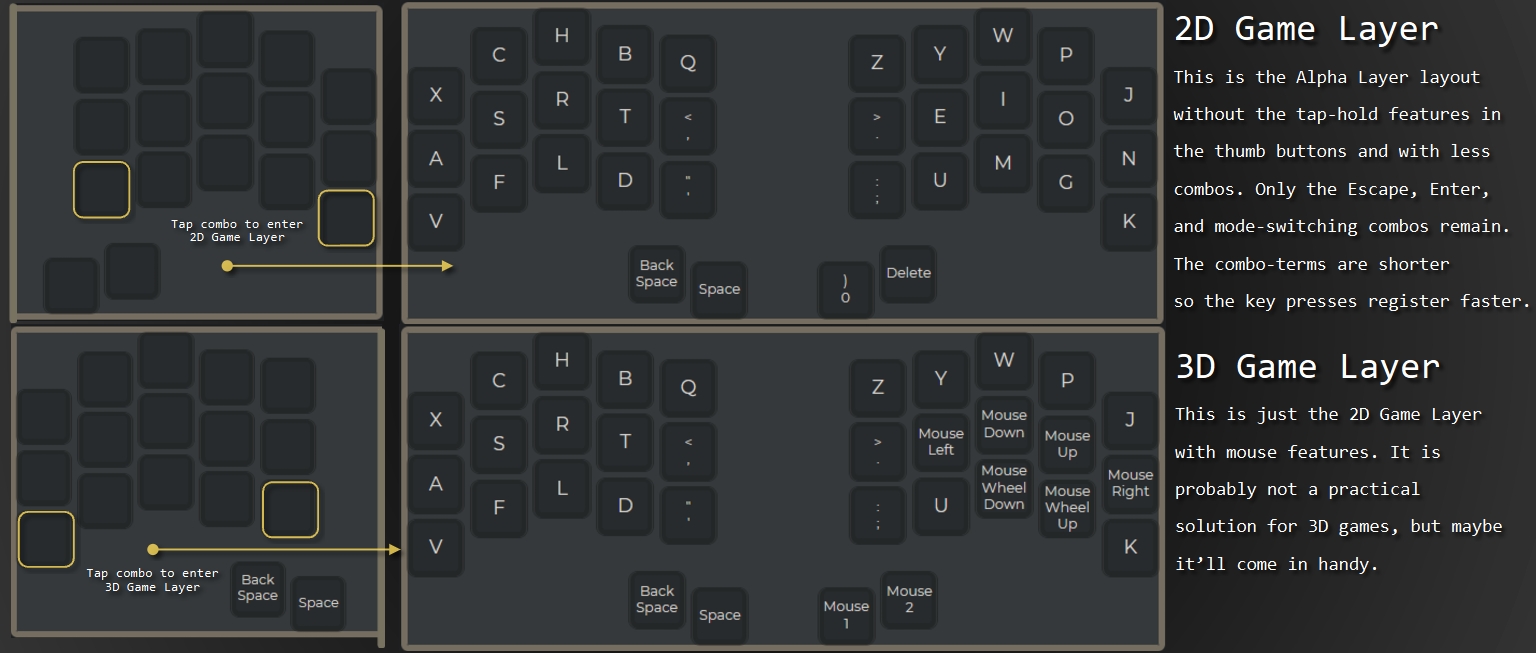 Tap combo to enter
2D Game Layer
H
W
C
B
Q
Z
Y
P
X
R
I
J
S
T
<
,
>
.
E
O
A
L
M
N
F
D
"
'
:
;
U
G
V
K
Back
Space
Space
)
0
Delete
2D Game Layer
This is the Alpha Layer layout
without the tap-hold features in
the thumb buttons and with less
combos. Only the Escape, Enter,
and mode-switching combos remain.
The combo-terms are shorter
so the key presses register faster.
Tap combo to enter
3D Game Layer
Back
Space
Space
H
W
C
B
Q
Z
Y
P
X
R
Mouse
Down
J
S
T
<
,
>
.
Mouse
Left
Mouse
Up
A
L
Mouse
Wheel
Down
Mouse
Right
F
D
"
'
:
;
U
Mouse
Wheel
Up
V
K
Back
Space
Space
Mouse
1
Mouse
2
3D Game Layer
This is just the 2D Game Layer
with mouse features. It is
probably not a practical
solution for 3D games, but maybe
it’ll come in handy.